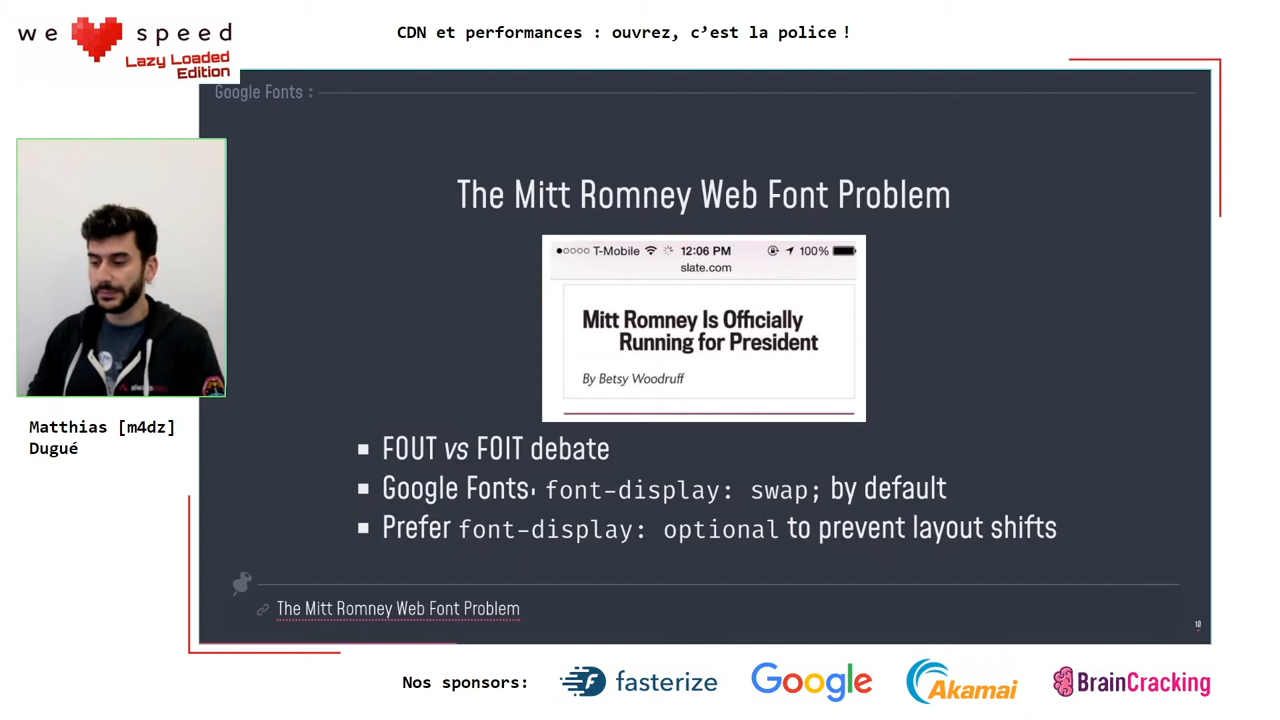 we speed
Lazy Loaded
Edition
CDN et performances : ouvrez, c’est la police !
Google Fonts :
The Mitt Romney Web Font Problem
T-Mobile 12:06 PM 100%
slate.com
Mitt Romney Is Officially
Running for President
By Betsy Woodruff
Matthias [m4dz]
Dugué
FOUT vs FOIT debate
Google Fonts' font-display: swap; by default
Prefer font-display: optional to prevent layout shifts
The Mitt Romney Web Font Problem
10
Nos sponsors: fasterize Google Akamai BrainCracking